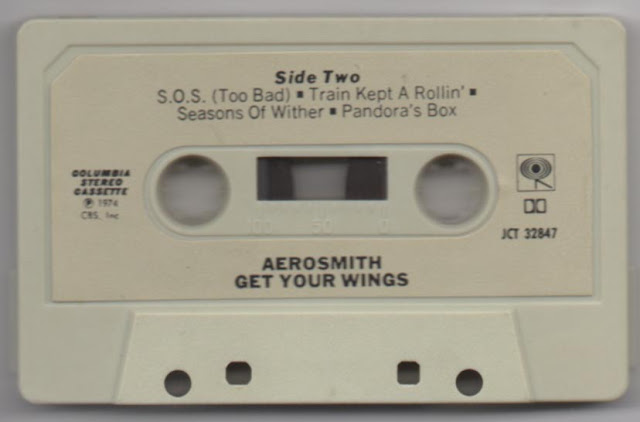 Side Two
S.O.S. (Too Bad) ■ Train Kept A Rollin' ■
Seasons Of Wither ■ Pandora's Box
COLUMBIA
STEREO
CASSETTE
℗ 1974
CBS, Inc
100 50 0
JCT 32847
AEROSMITH
GET YOUR WINGS